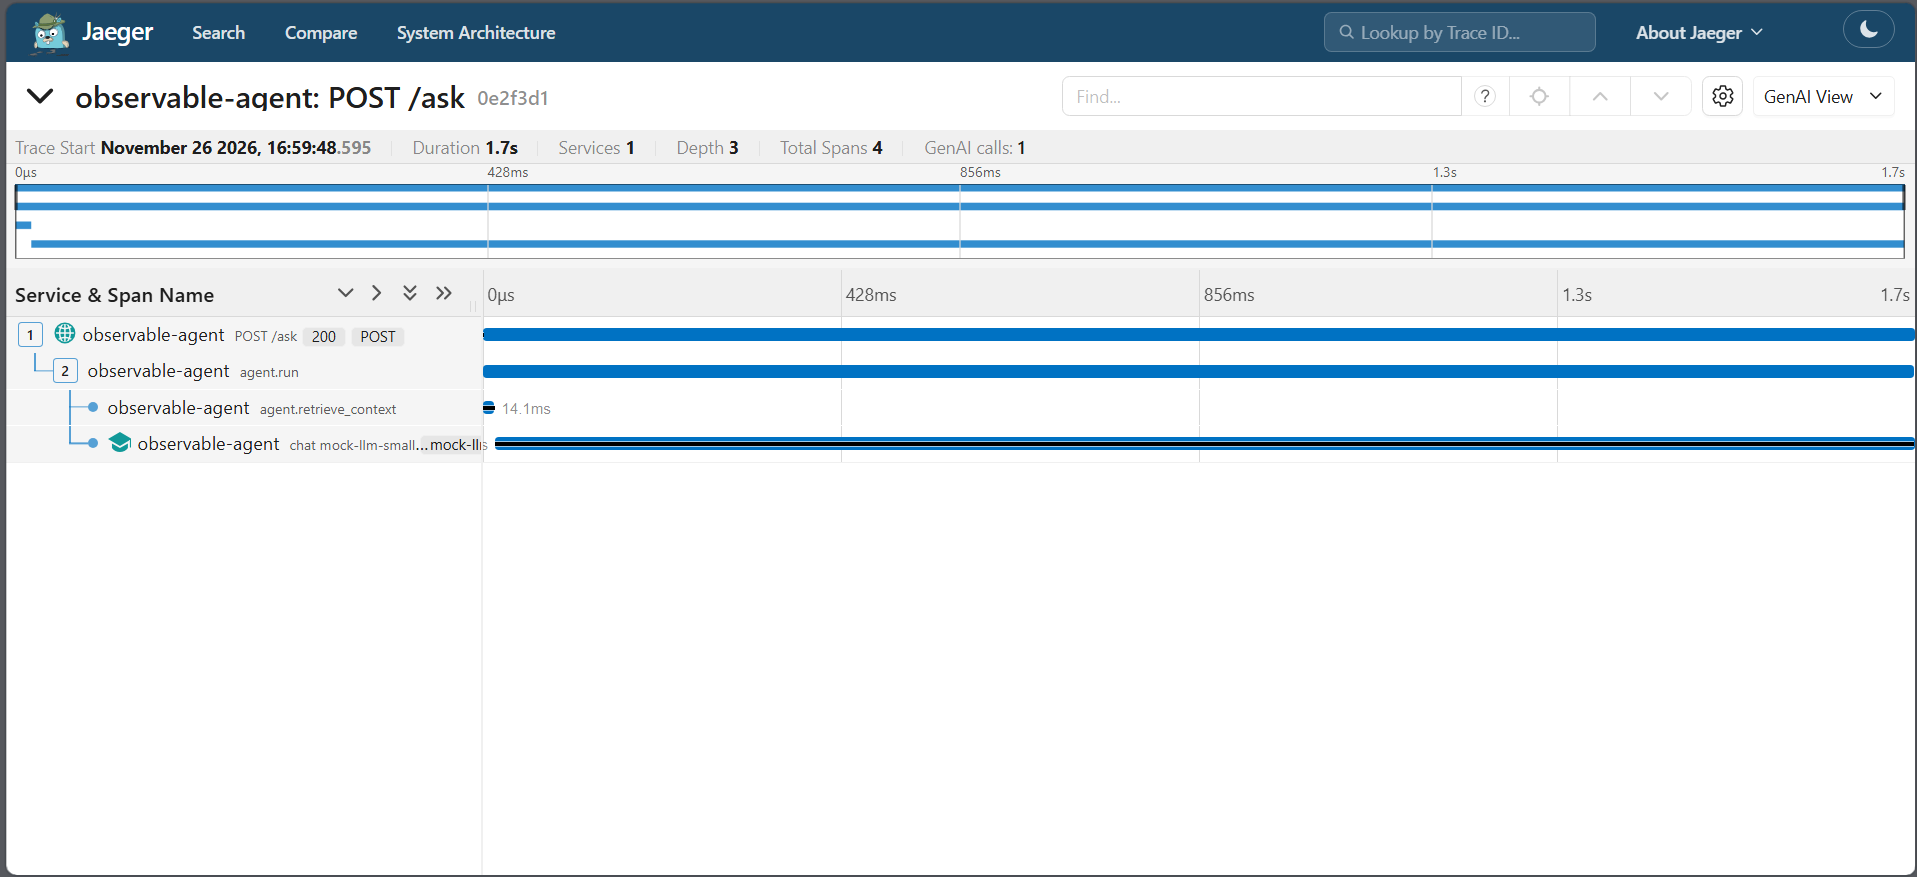 Jaeger Search Compare System Architecture Lookup by Trace ID... About Jaeger
observable-agent: POST /ask 0e2f3d1 Find... ? GenAI View
Trace Start November 26 2026, 16:59:48.595 Duration 1.7s Services 1 Depth 3 Total Spans 4 GenAI calls: 1
0μs 428ms 856ms 1.3s 1.7s
Service & Span Name 0μs 428ms 856ms 1.3s 1.7s
1 observable-agent POST /ask 200 POST
2 observable-agent agent.run
observable-agent agent.retrieve_context 14.1ms
observable-agent chat mock-llm-small...